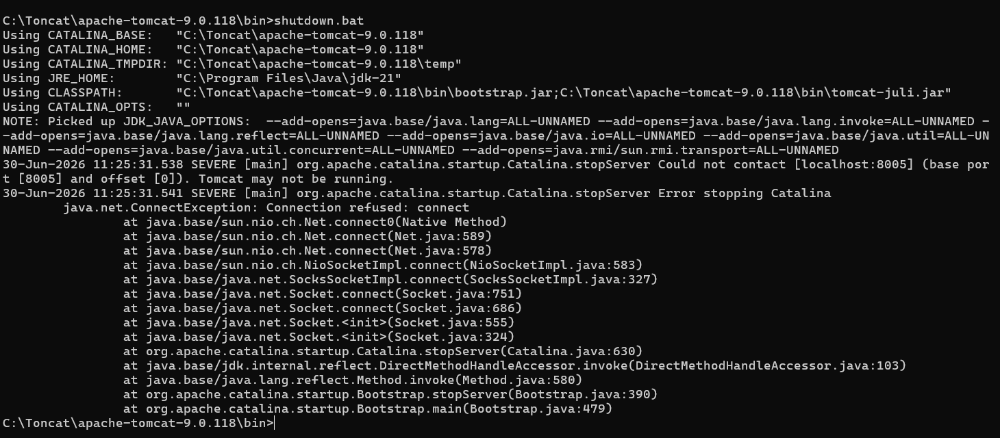 C:\Toncat\apache-tomcat-9.0.118\bin>shutdown.bat
Using CATALINA_BASE:   "C:\Toncat\apache-tomcat-9.0.118"
Using CATALINA_HOME:   "C:\Toncat\apache-tomcat-9.0.118"
Using CATALINA_TMPDIR: "C:\Toncat\apache-tomcat-9.0.118\temp"
Using JRE_HOME:        "C:\Program Files\Java\jdk-21"
Using CLASSPATH:       "C:\Toncat\apache-tomcat-9.0.118\bin\bootstrap.jar;C:\Toncat\apache-tomcat-9.0.118\bin\tomcat-juli.jar"
Using CATALINA_OPTS:   ""
NOTE: Picked up JDK_JAVA_OPTIONS:  --add-opens=java.base/java.lang=ALL-UNNAMED --add-opens=java.base/java.lang.invoke=ALL-UNNAMED -
-add-opens=java.base/java.lang.reflect=ALL-UNNAMED --add-opens=java.base/java.io=ALL-UNNAMED --add-opens=java.base/java.util=ALL-UN
NAMED --add-opens=java.base/java.util.concurrent=ALL-UNNAMED --add-opens=java.rmi/sun.rmi.transport=ALL-UNNAMED
30-Jun-2026 11:25:31.538 SEVERE [main] org.apache.catalina.startup.Catalina.stopServer Could not contact [localhost:8005] (base por
t [8005] and offset [0]). Tomcat may not be running.
30-Jun-2026 11:25:31.541 SEVERE [main] org.apache.catalina.startup.Catalina.stopServer Error stopping Catalina
        java.net.ConnectException: Connection refused: connect
                at java.base/sun.nio.ch.Net.connect0(Native Method)
                at java.base/sun.nio.ch.Net.connect(Net.java:589)
                at java.base/sun.nio.ch.Net.connect(Net.java:578)
                at java.base/sun.nio.ch.NioSocketImpl.connect(NioSocketImpl.java:583)
                at java.base/java.net.SocksSocketImpl.connect(SocksSocketImpl.java:327)
                at java.base/java.net.Socket.connect(Socket.java:751)
                at java.base/java.net.Socket.connect(Socket.java:686)
                at java.base/java.net.Socket.<init>(Socket.java:555)
                at java.base/java.net.Socket.<init>(Socket.java:324)
                at org.apache.catalina.startup.Catalina.stopServer(Catalina.java:630)
                at java.base/jdk.internal.reflect.DirectMethodHandleAccessor.invoke(DirectMethodHandleAccessor.java:103)
                at java.base/java.lang.reflect.Method.invoke(Method.java:580)
                at org.apache.catalina.startup.Bootstrap.stopServer(Bootstrap.java:390)
                at org.apache.catalina.startup.Bootstrap.main(Bootstrap.java:479)
C:\Toncat\apache-tomcat-9.0.118\bin>